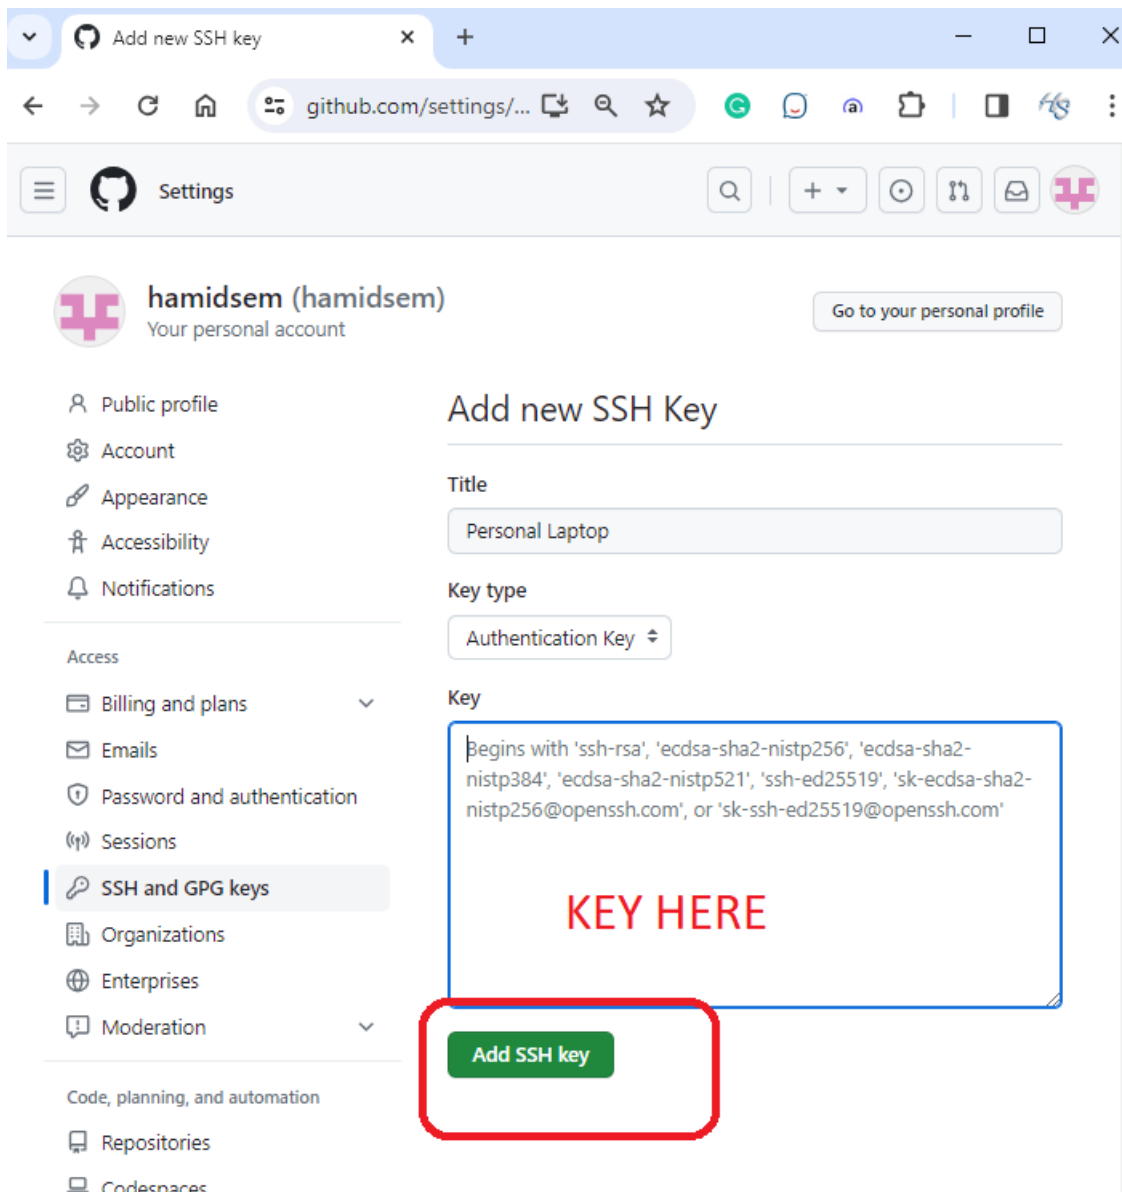 Add new SSH key
github.com/settings/...
Settings
hamidsem (hamidsem)
Your personal account
Go to your personal profile
Public profile
Account
Appearance
Accessibility
Notifications
Access
Billing and plans
Emails
Password and authentication
Sessions
SSH and GPG keys
Organizations
Enterprises
Moderation
Code, planning, and automation
Repositories
Codespaces
Add new SSH Key
Title
Personal Laptop
Key type
Authentication Key
Key
Begins with 'ssh-rsa', 'ecdsa-sha2-nistp256', 'ecdsa-sha2-
nistp384', 'ecdsa-sha2-nistp521', 'ssh-ed25519', 'sk-ecdsa-sha2-
nistp256@openssh.com', or 'sk-ssh-ed25519@openssh.com'
KEY HERE
Add SSH key